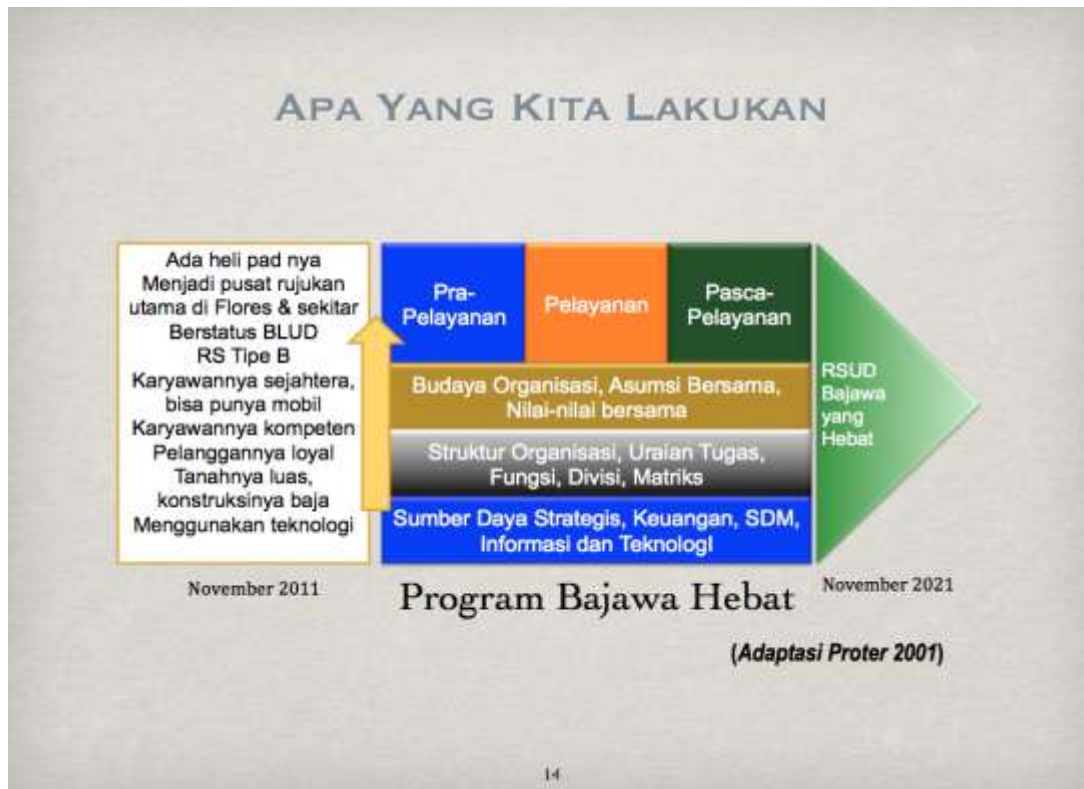 APA YANG KITA LAKUKAN
Ada heli pad nya
Menjadi pusat rujukan
utama di Flores & sekitar
Berstatus BLUD
RS Tipe B
Karyawannya sejahtera,
bisa punya mobil
Karyawannya kompeten
Pelanggannya loyal
Tanahnya luas,
konstruksinya baja
Menggunakan teknologi
November 2011
Pra-
Pelayanan
Pelayanan
Pasca-
Pelayanan
Budaya Organisasi, Asumsi Bersama,
Nilai-nilai bersama
Struktur Organisasi, Uraian Tugas,
Fungsi, Divisi, Matriks
Sumber Daya Strategis, Keuangan, SDM,
Informasi dan TeknologI
Program Bajawa Hebat
RSUD
Bajawa
yang
Hebat
November 2021
(Adaptasi Proter 2001)
14